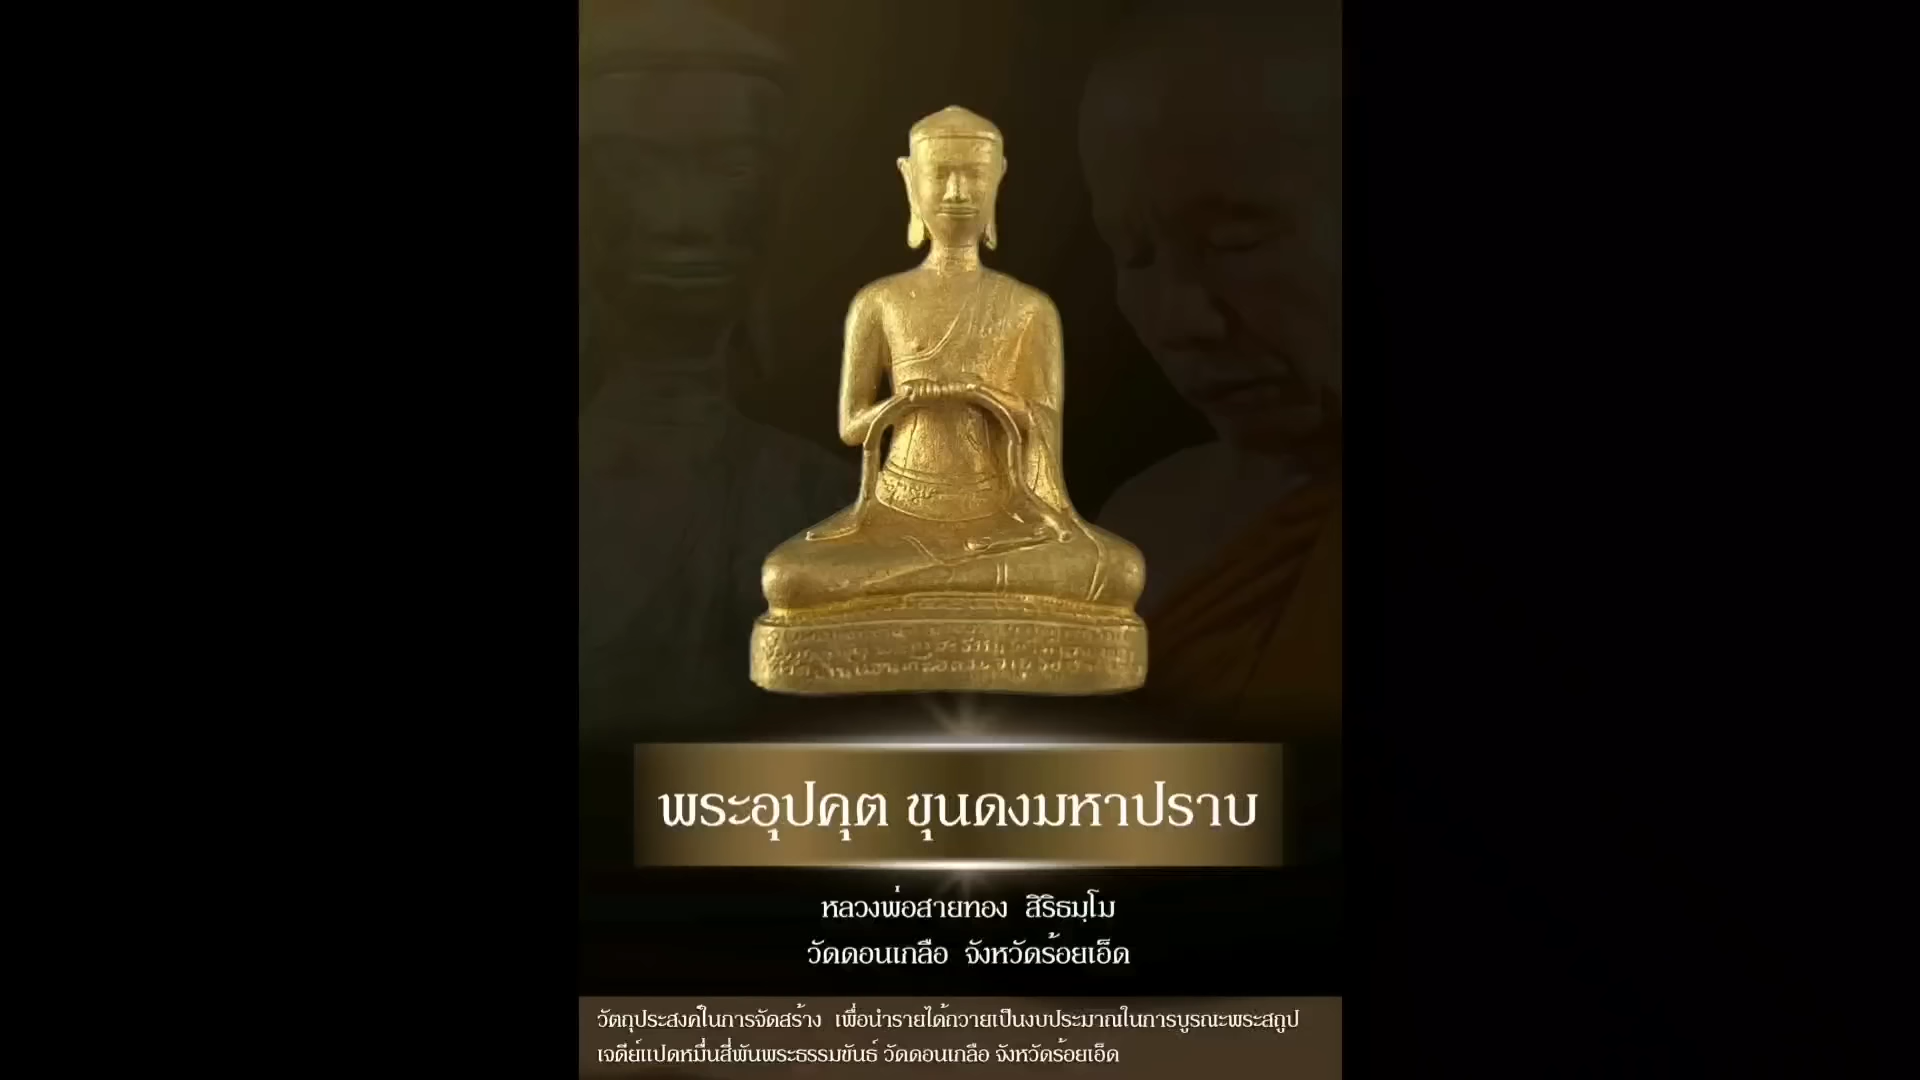 พระอุปคุต ขุนดงมหาปราบ
หลวงพ่อสายทอง สิริธมฺโม
วัดดอนเกลือ จังหวัดร้อยเอ็ด
วัตถุประสงค์ในการจัดสร้าง เพื่อนำรายได้ถวายเป็นงบประมาณในการบูรณะพระสถูป
เจดีย์แปดหมื่นสี่พันพระธรรมขันธ์ วัดดอนเกลือ จังหวัดร้อยเอ็ด